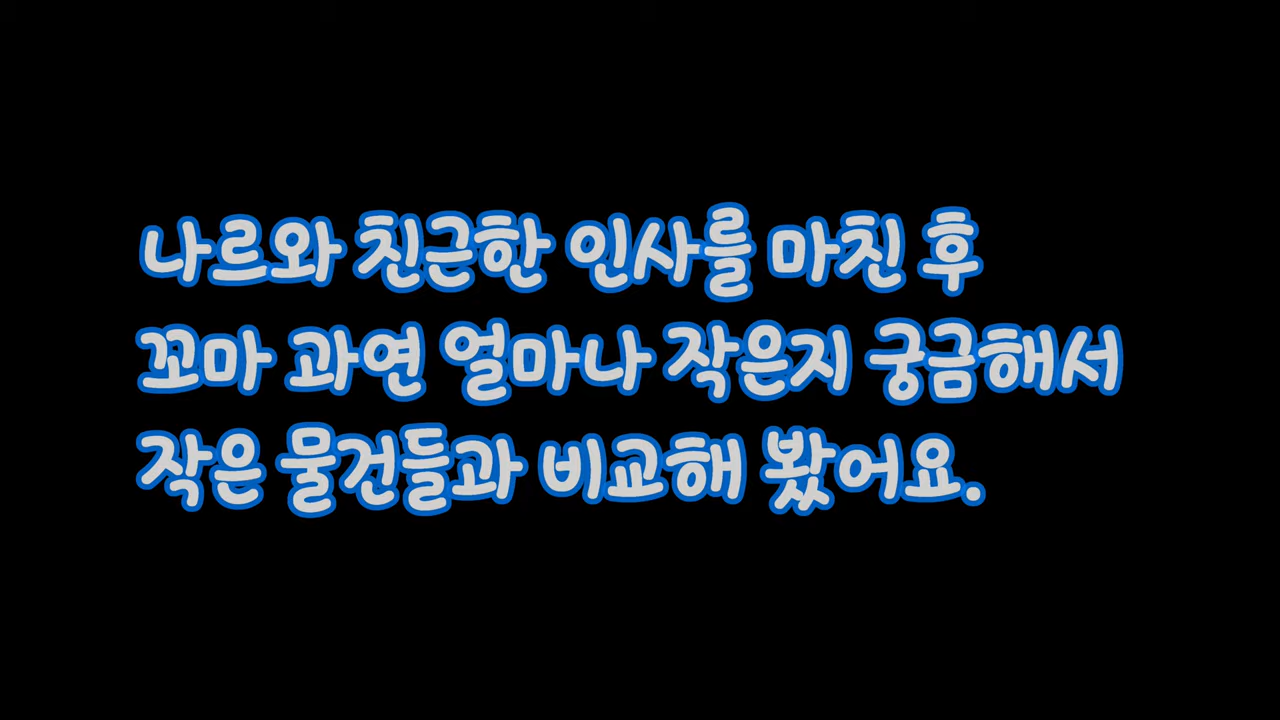 나르와 친근한 인사를 마친 후
꼬마 과연 얼마나 작은지 궁금해서
작은 물건들과 비교해 봤어요.